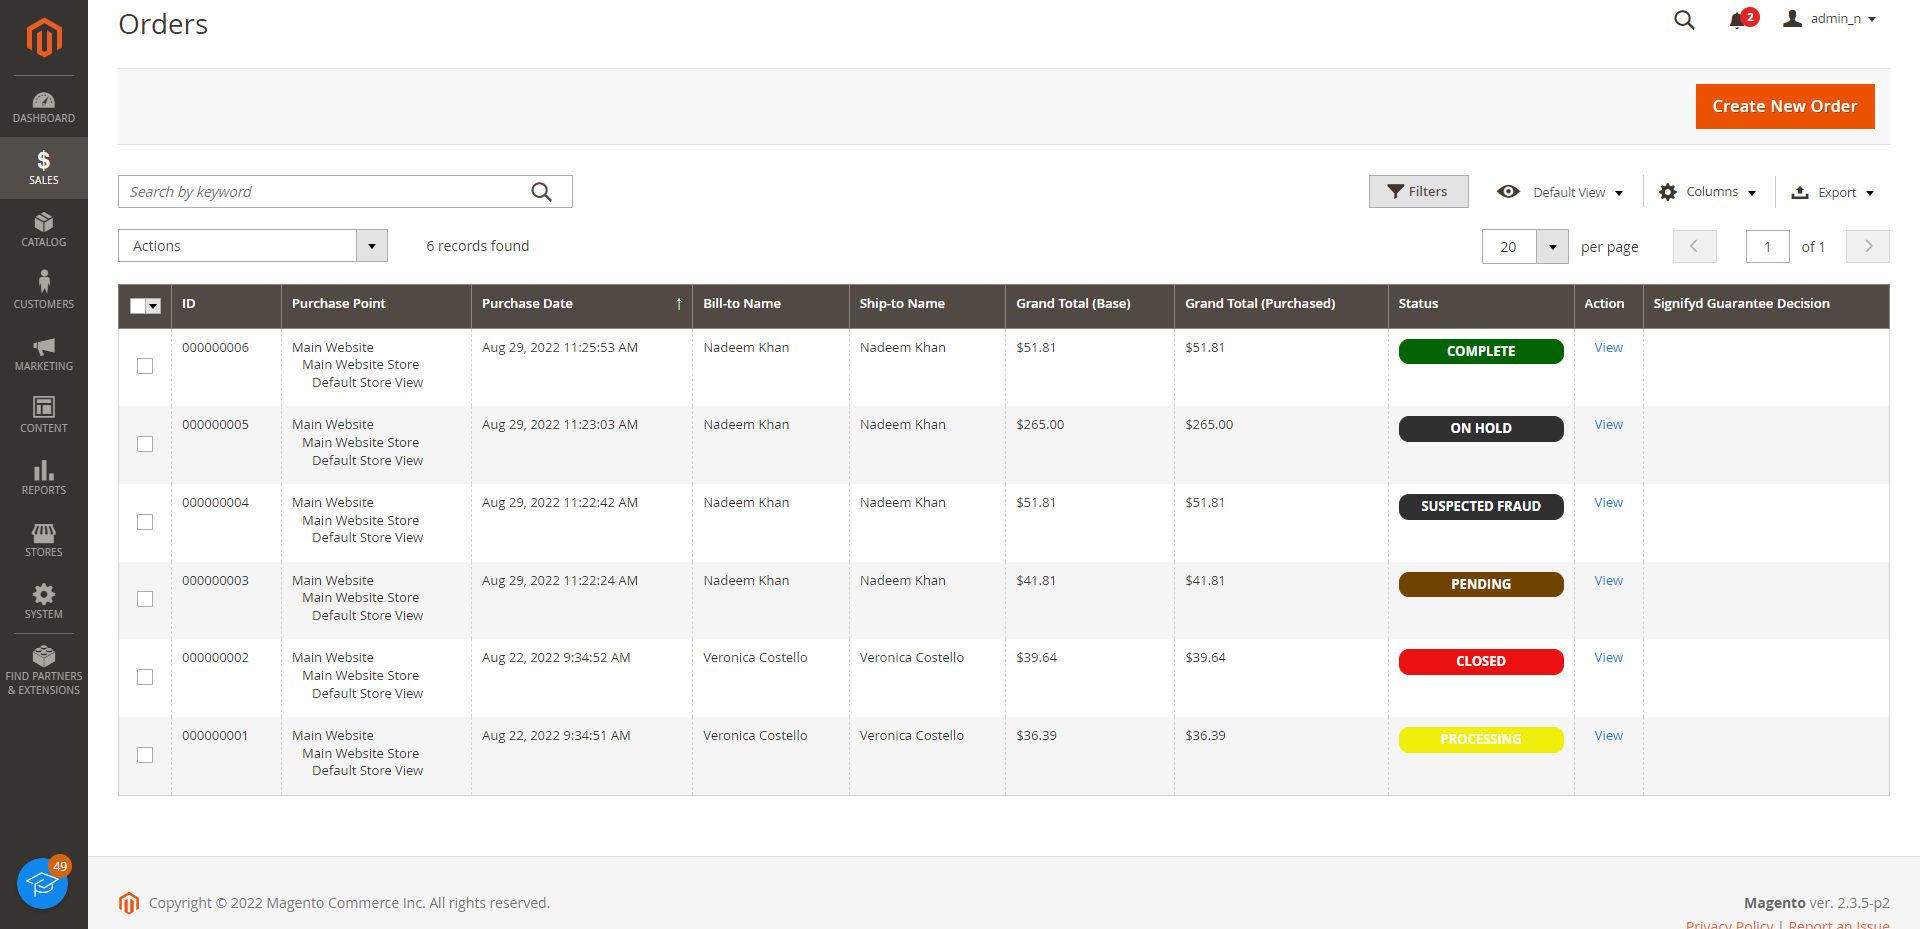 Orders
2
admin_n
DASHBOARD
SALES
CATALOG
CUSTOMERS
MARKETING
CONTENT
REPORTS
STORES
SYSTEM
FIND PARTNERS
& EXTENSIONS
49
Create New Order
Search by keyword
Filters
Default View
Columns
Export
Actions
6 records found
20
per page
1
of 1
ID Purchase Point Purchase Date ↑ Bill-to Name Ship-to Name Grand Total (Base) Grand Total (Purchased) Status Action Signifyd Guarantee Decision
000000006 Main Website Aug 29, 2022 11:25:53 AM Nadeem Khan Nadeem Khan $51.81 $51.81 COMPLETE View
Main Website Store
Default Store View
000000005 Main Website Aug 29, 2022 11:23:03 AM Nadeem Khan Nadeem Khan $265.00 $265.00 ON HOLD View
Main Website Store
Default Store View
000000004 Main Website Aug 29, 2022 11:22:42 AM Nadeem Khan Nadeem Khan $51.81 $51.81 SUSPECTED FRAUD View
Main Website Store
Default Store View
000000003 Main Website Aug 29, 2022 11:22:24 AM Nadeem Khan Nadeem Khan $41.81 $41.81 PENDING View
Main Website Store
Default Store View
000000002 Main Website Aug 22, 2022 9:34:52 AM Veronica Costello Veronica Costello $39.64 $39.64 CLOSED View
Main Website Store
Default Store View
000000001 Main Website Aug 22, 2022 9:34:51 AM Veronica Costello Veronica Costello $36.39 $36.39 PROCESSING View
Main Website Store
Default Store View
Copyright © 2022 Magento Commerce Inc. All rights reserved.
Magento ver. 2.3.5-p2
Privacy Policy | Report an Issue